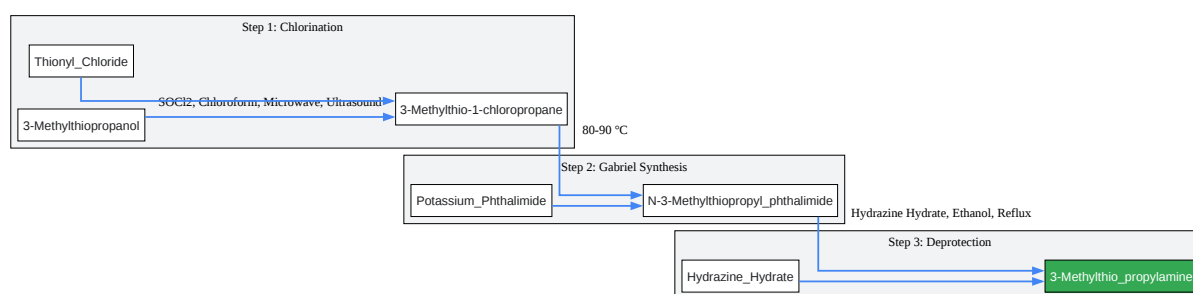 Step 1: Chlorination
Thionyl_Chloride
SOCl2, Chloroform, Microwave, Ultrasound
3-Methylthiopropanol
3-Methylthio-1-chloropropane
80-90 °C
Step 2: Gabriel Synthesis
Potassium_Phthalimide
N-3-Methylthiopropyl_phthalimide
Hydrazine Hydrate, Ethanol, Reflux
Step 3: Deprotection
Hydrazine_Hydrate
3-Methylthio_propylamine